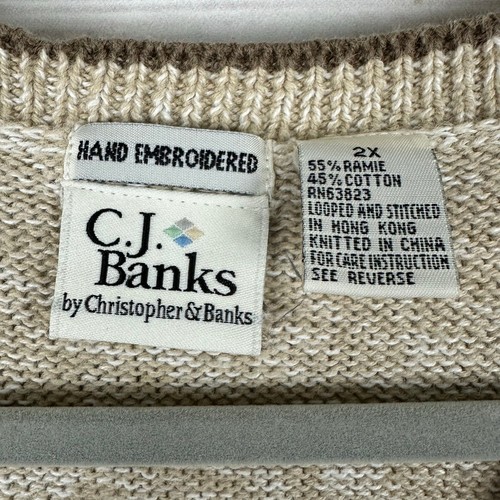 HAND EMBROIDERED
C.J.
Banks
by Christopher & Banks
2X
55% RAMIE
45% COTTON
RN63823
LOOPED AND STITCHED
IN HONG KONG
KNITTED IN CHINA
FOR CARE INSTRUCTION
SEE REVERSE